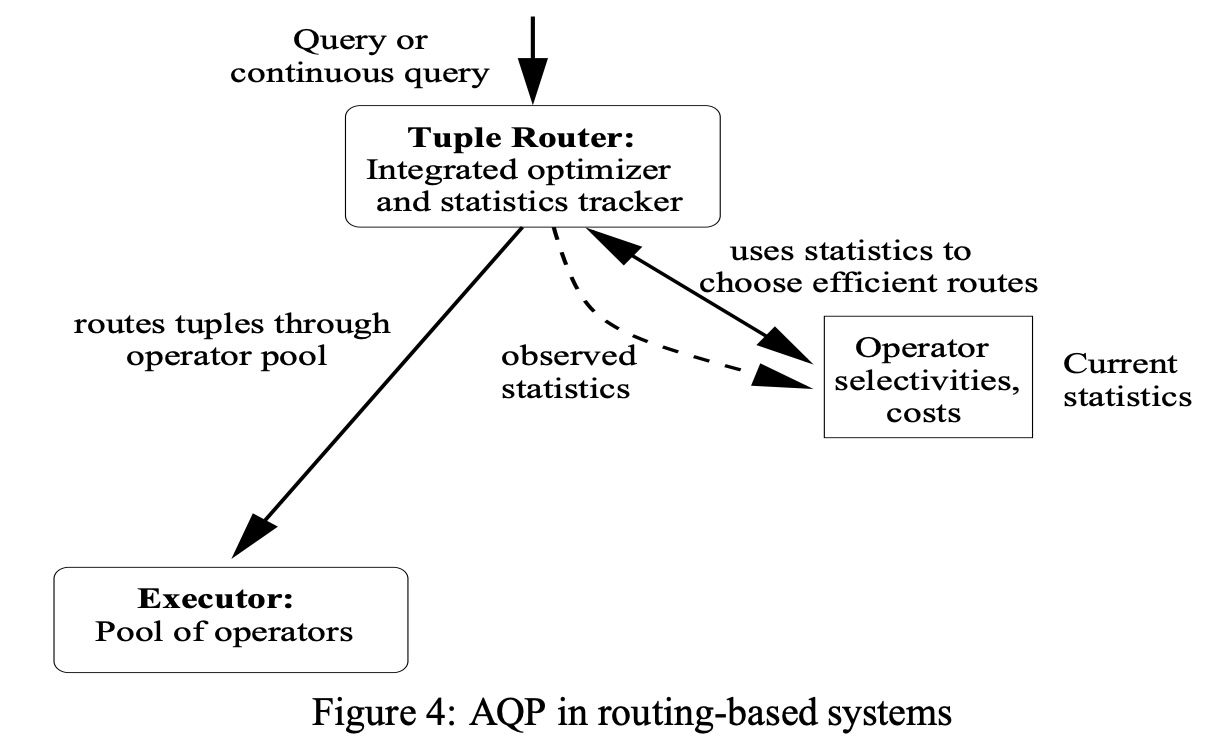 Query or
continuous query
Tuple Router:
Integrated optimizer
and statistics tracker
uses statistics to
choose efficient routes
routes tuples through
operator pool
observed
statistics
Operator
selectivities,
costs
Current
statistics
Executor:
Pool of operators
Figure 4: AQP in routing-based systems